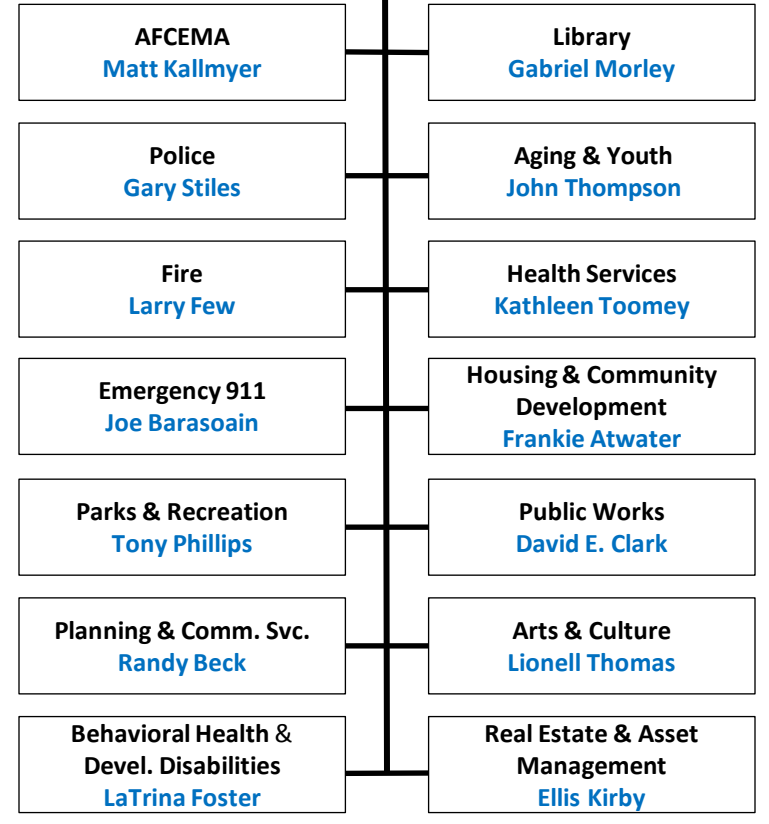 AFCEMA
Matt Kallmyer
Library
Gabriel Morley
Police
Gary Stiles
Aging & Youth
John Thompson
Fire
Larry Few
Health Services
Kathleen Toomey
Emergency 911
Joe Barasoain
Housing & Community
Development
Frankie Atwater
Parks & Recreation
Tony Phillips
Public Works
David E. Clark
Planning & Comm. Svc.
Randy Beck
Arts & Culture
Lionell Thomas
Behavioral Health &
Devel. Disabilities
LaTrina Foster
Real Estate & Asset
Management
Ellis Kirby